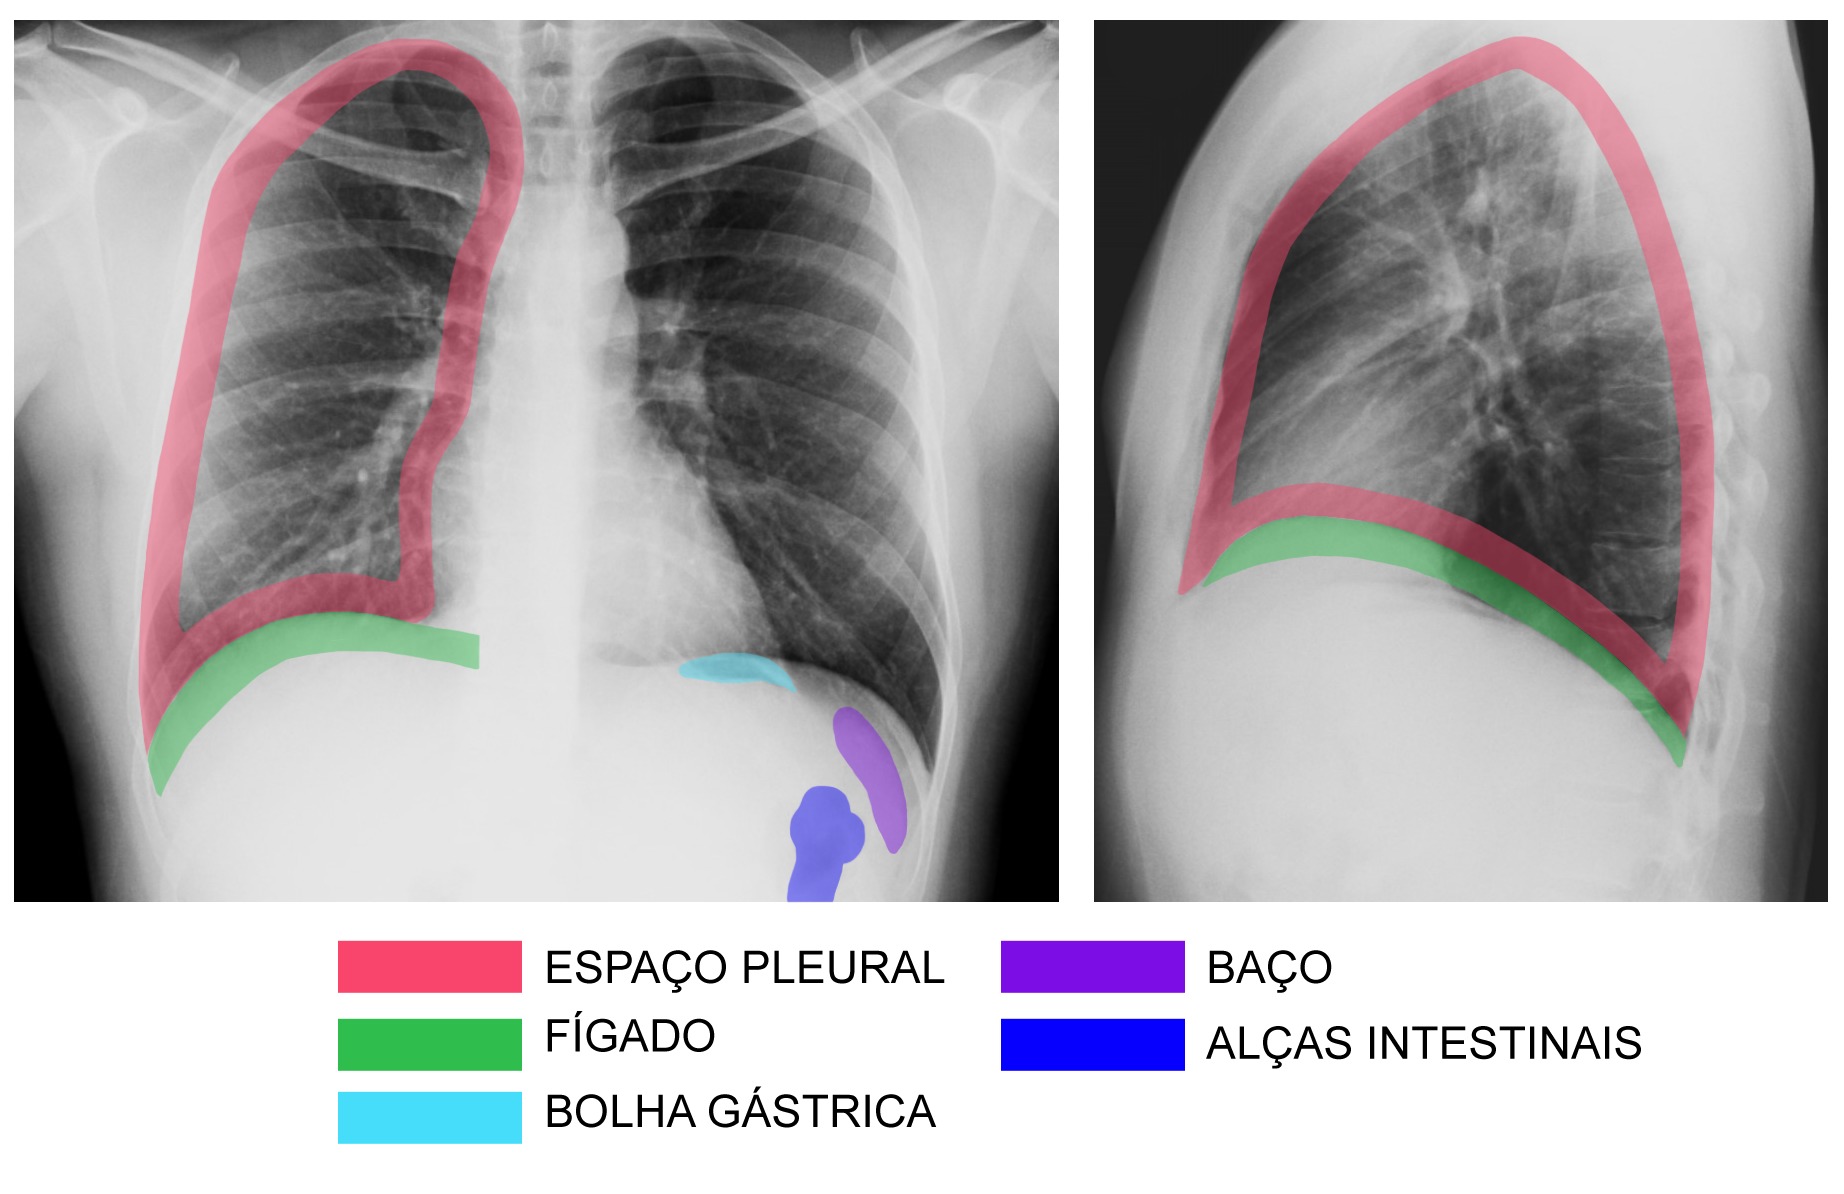 ESPAÇO PLEURAL
FÍGADO
BOLHA GÁSTRICA
BAÇO
ALÇAS INTESTINAIS